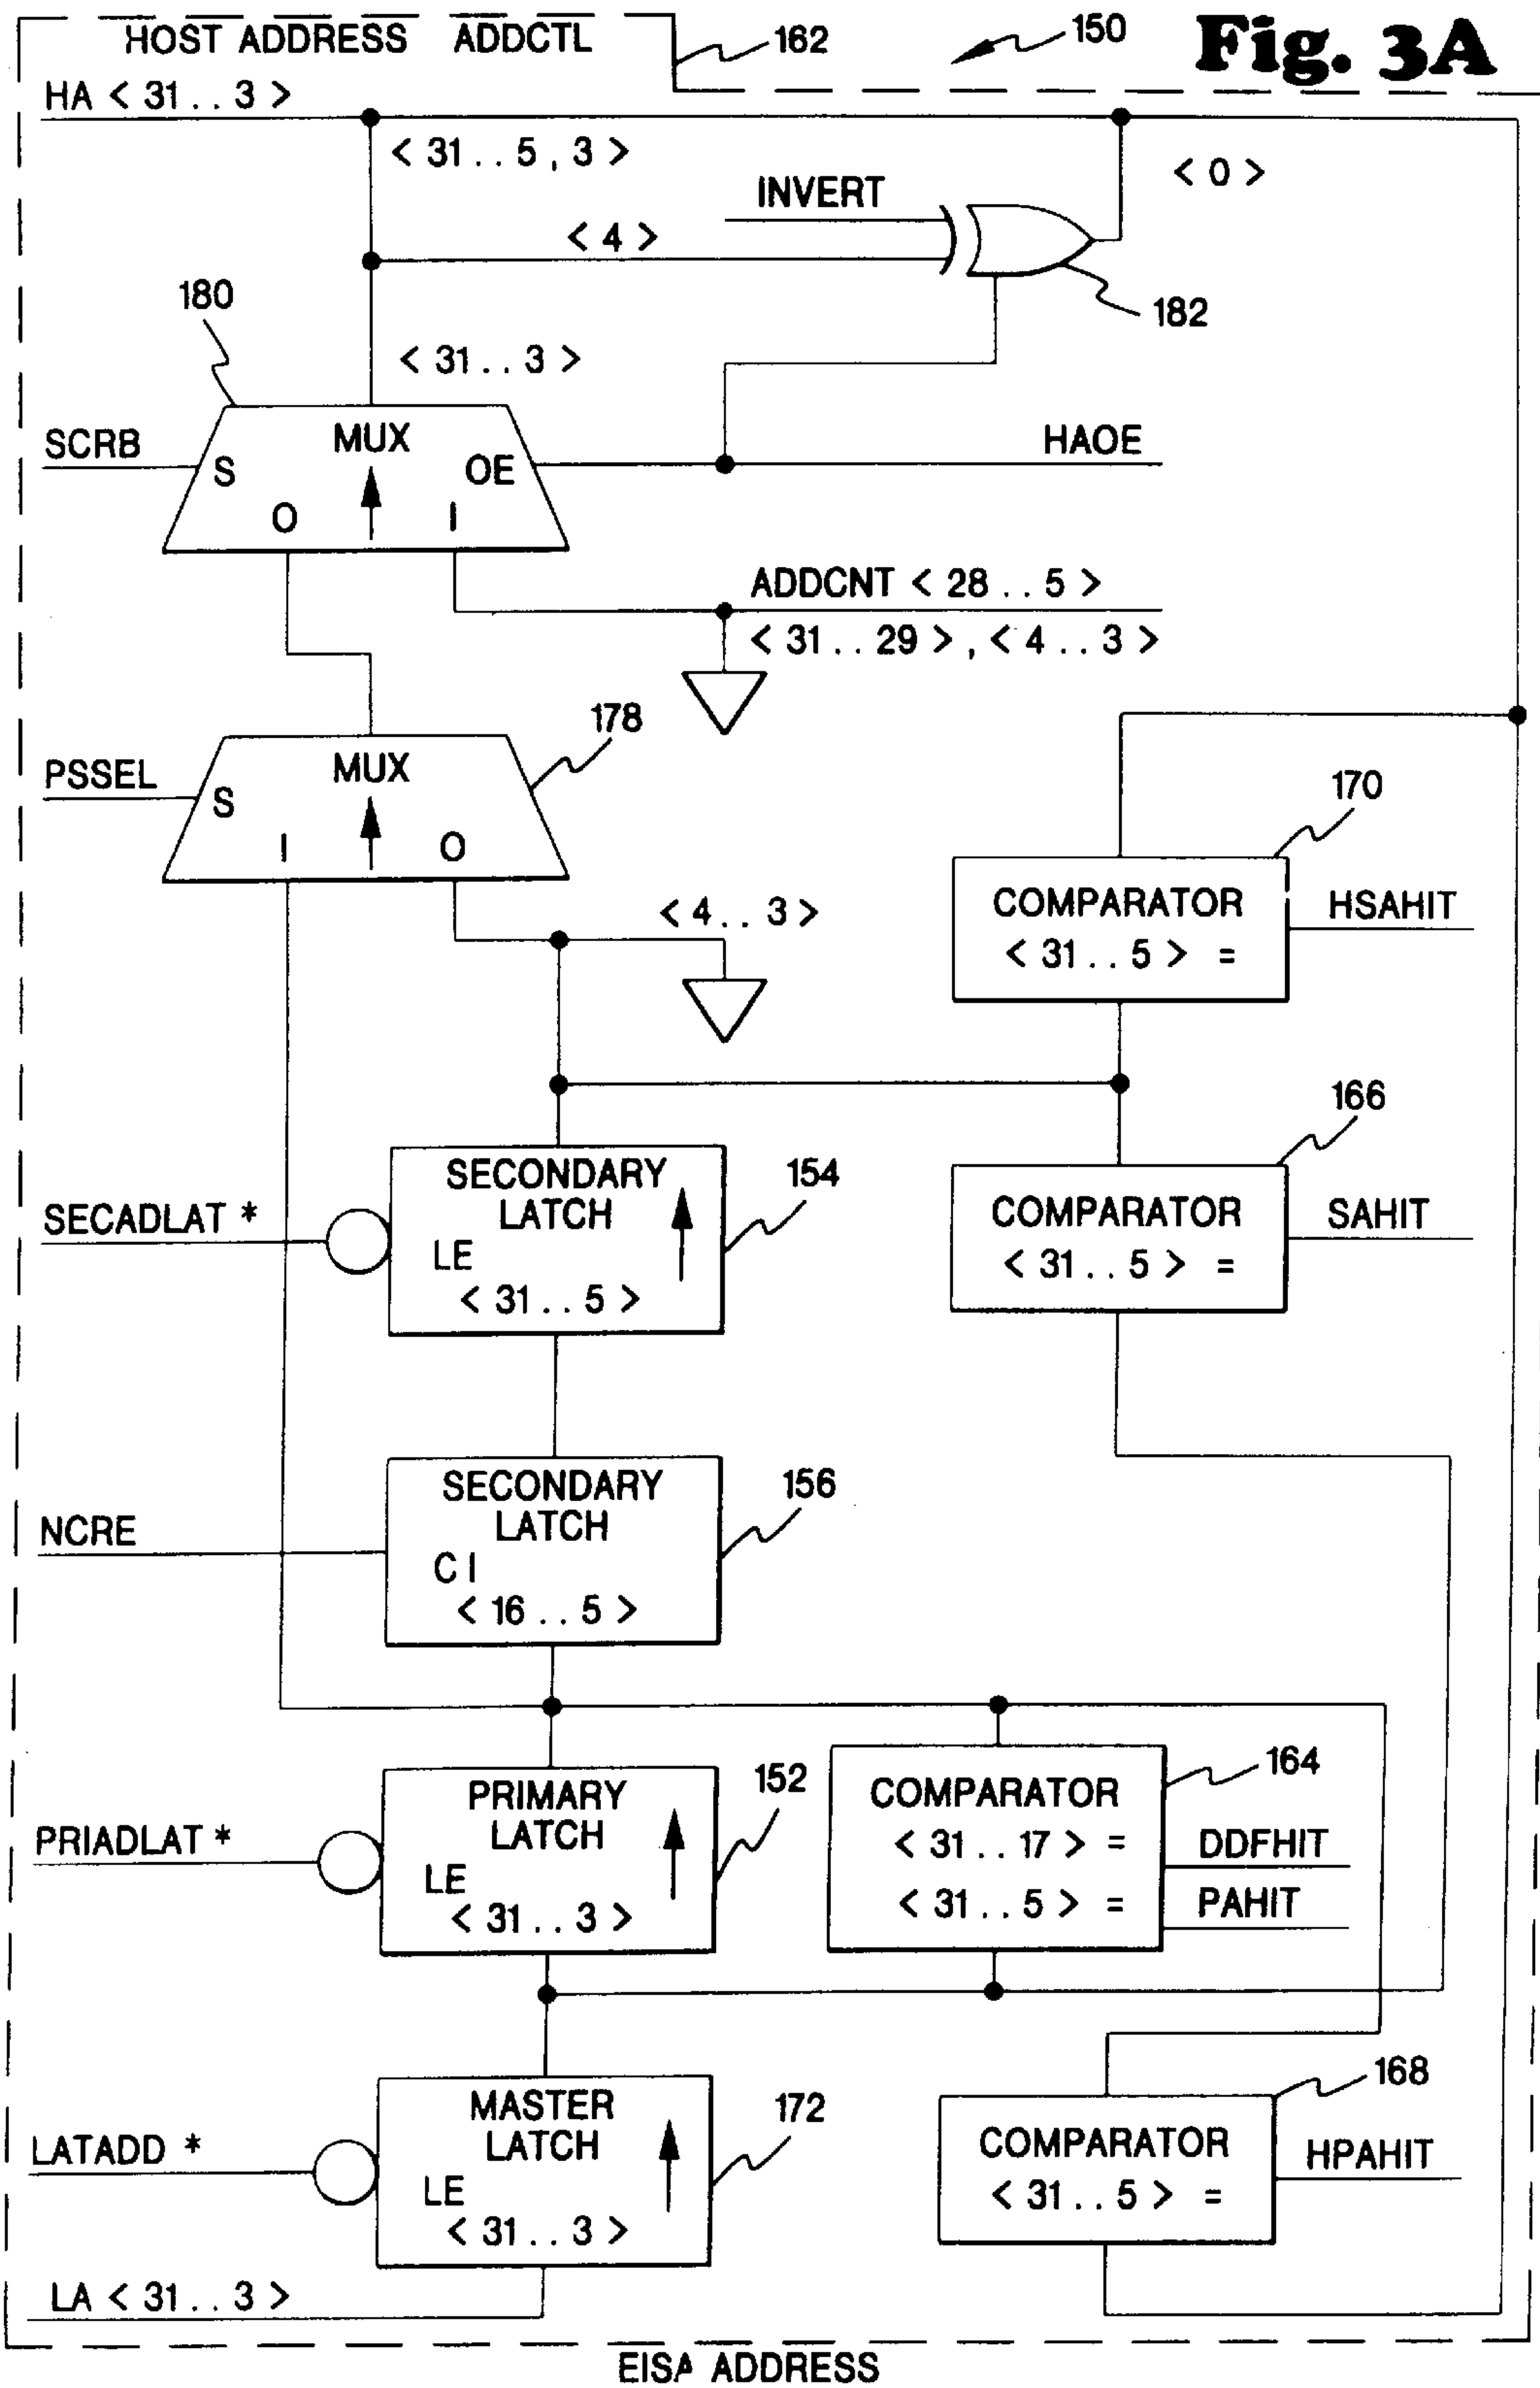 HOST ADDRESS ADDCTL
162
150
Fig. 3A
HA < 31 . . 3 >
< 31 . . 5 , 3 >
< 0 >
INVERT
< 4 >
180
182
< 31 . . 3 >
SCRB
MUX
S
OE
HAOE
0 1
ADDCNT < 28 . . 5 >
< 31 . . 29 > , < 4 . . 3 >
178
PSSEL
MUX
S
1 0
170
< 4 . . 3 >
COMPARATOR
< 31 . . 5 > =
HSAHIT
166
SECONDARY
LATCH
154
SECADLAT *
LE
< 31 . . 5 >
COMPARATOR
< 31 . . 5 > =
SAHIT
SECONDARY
LATCH
156
NCRE
C I
< 16 . . 5 >
164
PRIMARY
LATCH
152
PRIADLAT *
LE
< 31 . . 3 >
COMPARATOR
< 31 . . 17 > =
DDFHIT
< 31 . . 5 > =
PAHIT
168
MASTER
LATCH
172
LATADD *
LE
< 31 . . 3 >
COMPARATOR
< 31 . . 5 > =
HPAHIT
LA < 31 . . 3 >
EISA ADDRESS